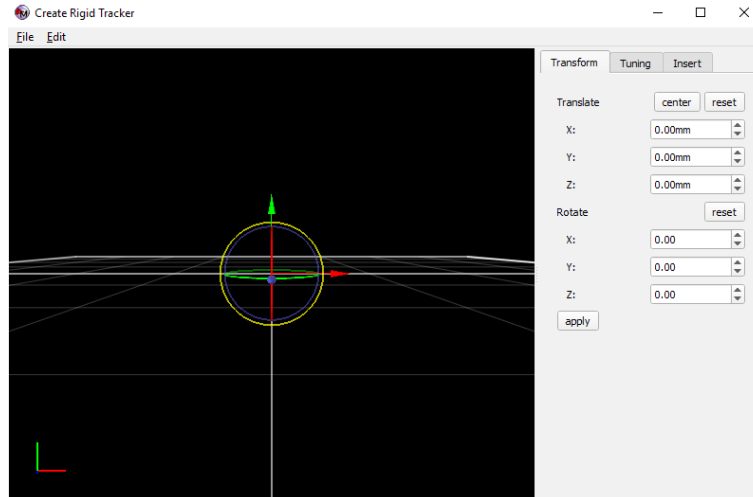 Create Rigid Tracker
File Edit
Transform Tuning Insert
Translate center reset
X: 0.00mm
Y: 0.00mm
Z: 0.00mm
Rotate reset
X: 0.00
Y: 0.00
Z: 0.00
apply